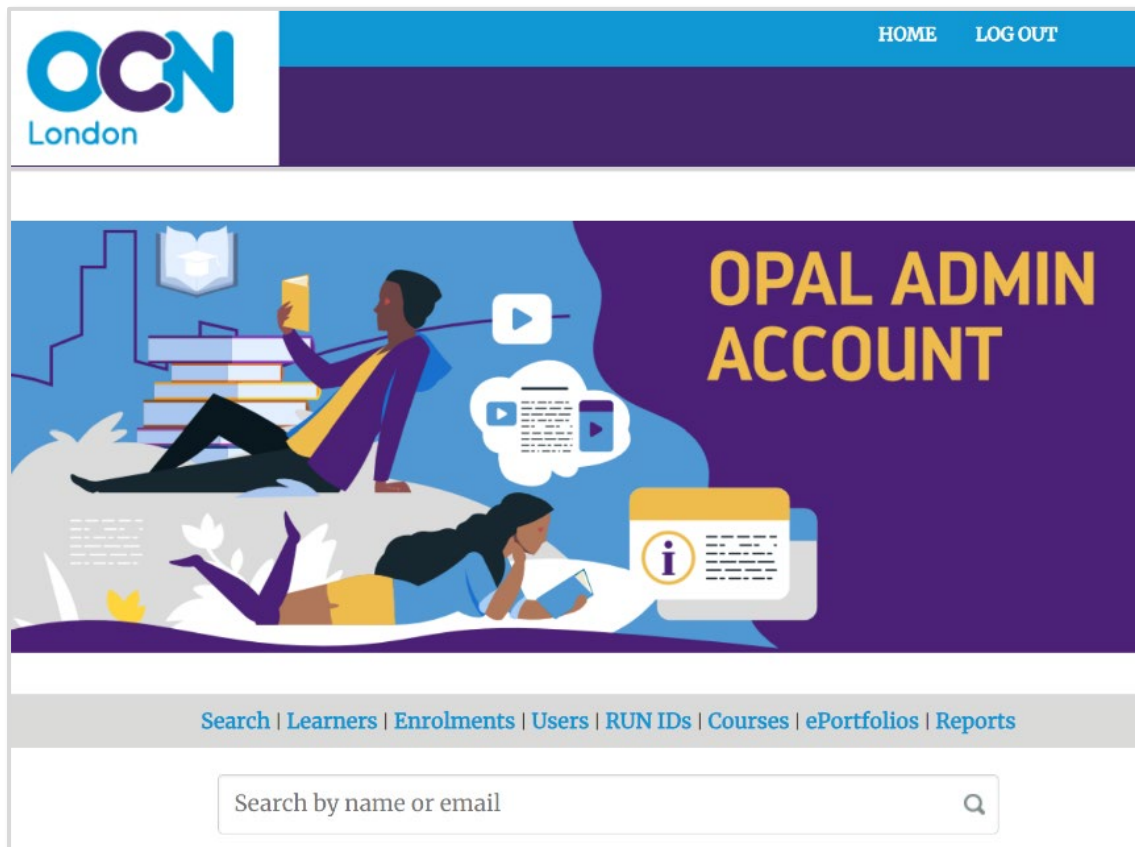 OCN
London
HOME LOG OUT
OPAL ADMIN
ACCOUNT
i
Search | Learners | Enrolments | Users | RUN IDs | Courses | ePortfolios | Reports
Search by name or email